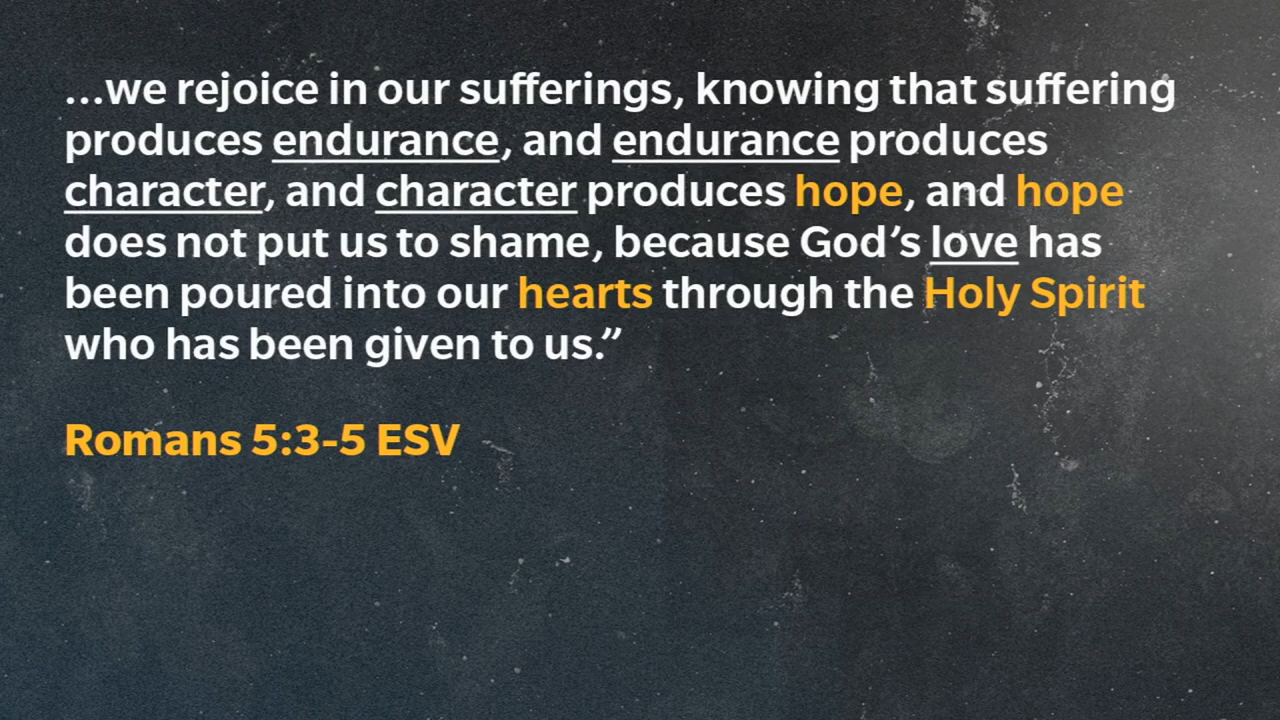 ...we rejoice in our sufferings, knowing that suffering
produces endurance, and endurance produces
character, and character produces hope, and hope
does not put us to shame, because God’s love has
been poured into our hearts through the Holy Spirit
who has been given to us.”
Romans 5:3-5 ESV